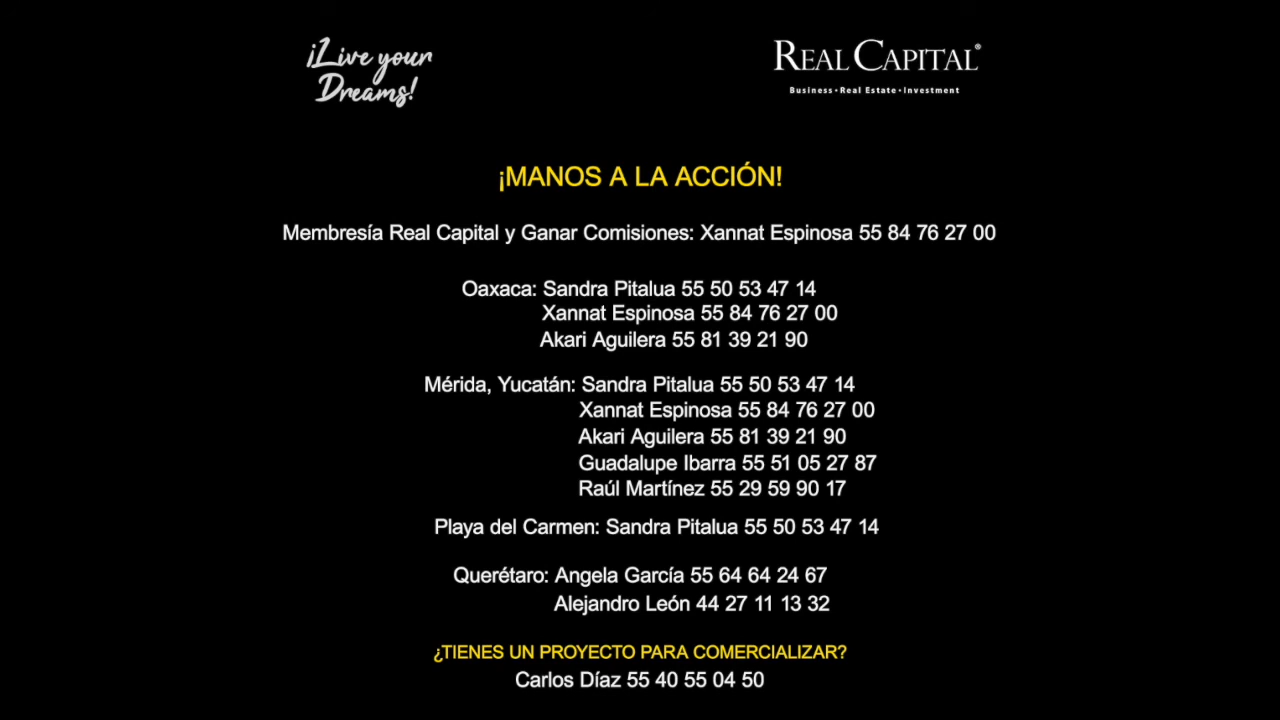 ¡Live your
Dreams!
REAL CAPITAL®
Business • Real Estate • Investment
¡MANOS A LA ACCIÓN!
Membresía Real Capital y Ganar Comisiones: Xannat Espinosa 55 84 76 27 00
Oaxaca: Sandra Pitalua 55 50 53 47 14
Xannat Espinosa 55 84 76 27 00
Akari Aguilera 55 81 39 21 90
Mérida, Yucatán: Sandra Pitalua 55 50 53 47 14
Xannat Espinosa 55 84 76 27 00
Akari Aguilera 55 81 39 21 90
Guadalupe Ibarra 55 51 05 27 87
Raúl Martínez 55 29 59 90 17
Playa del Carmen: Sandra Pitalua 55 50 53 47 14
Querétaro: Angela García 55 64 64 24 67
Alejandro León 44 27 11 13 32
¿TIENES UN PROYECTO PARA COMERCIALIZAR?
Carlos Díaz 55 40 55 04 50